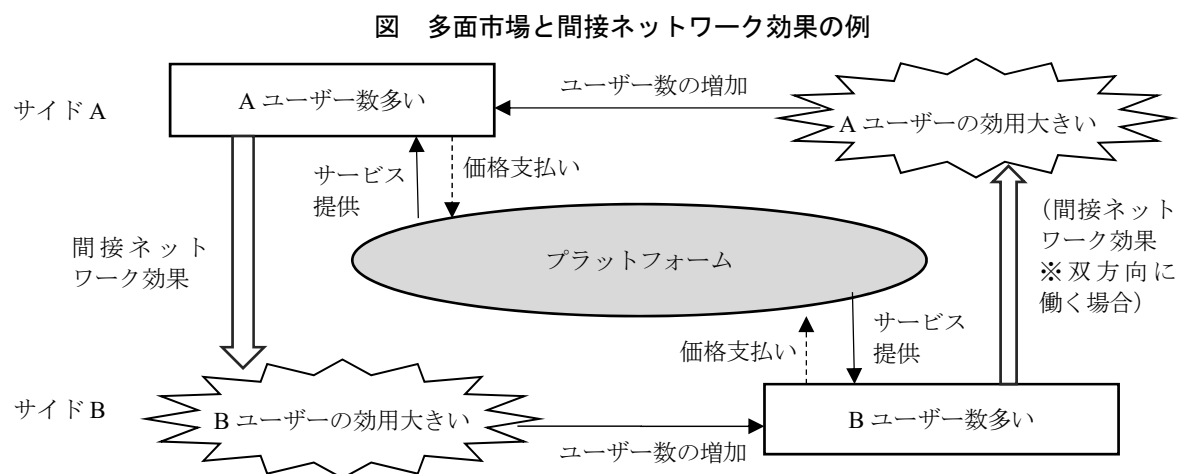 図 多面市場と間接ネットワーク効果の例
サイド A
A ユーザー数多い
ユーザー数の増加
A ユーザーの効用大きい
サービス
提供
価格支払い
間接ネット
ワーク効果
プラットフォーム
（間接ネット
ワーク効果
※双方向に
働く場合）
価格支払い
サービス
提供
サイド B
B ユーザーの効用大きい
ユーザー数の増加
B ユーザー数多い